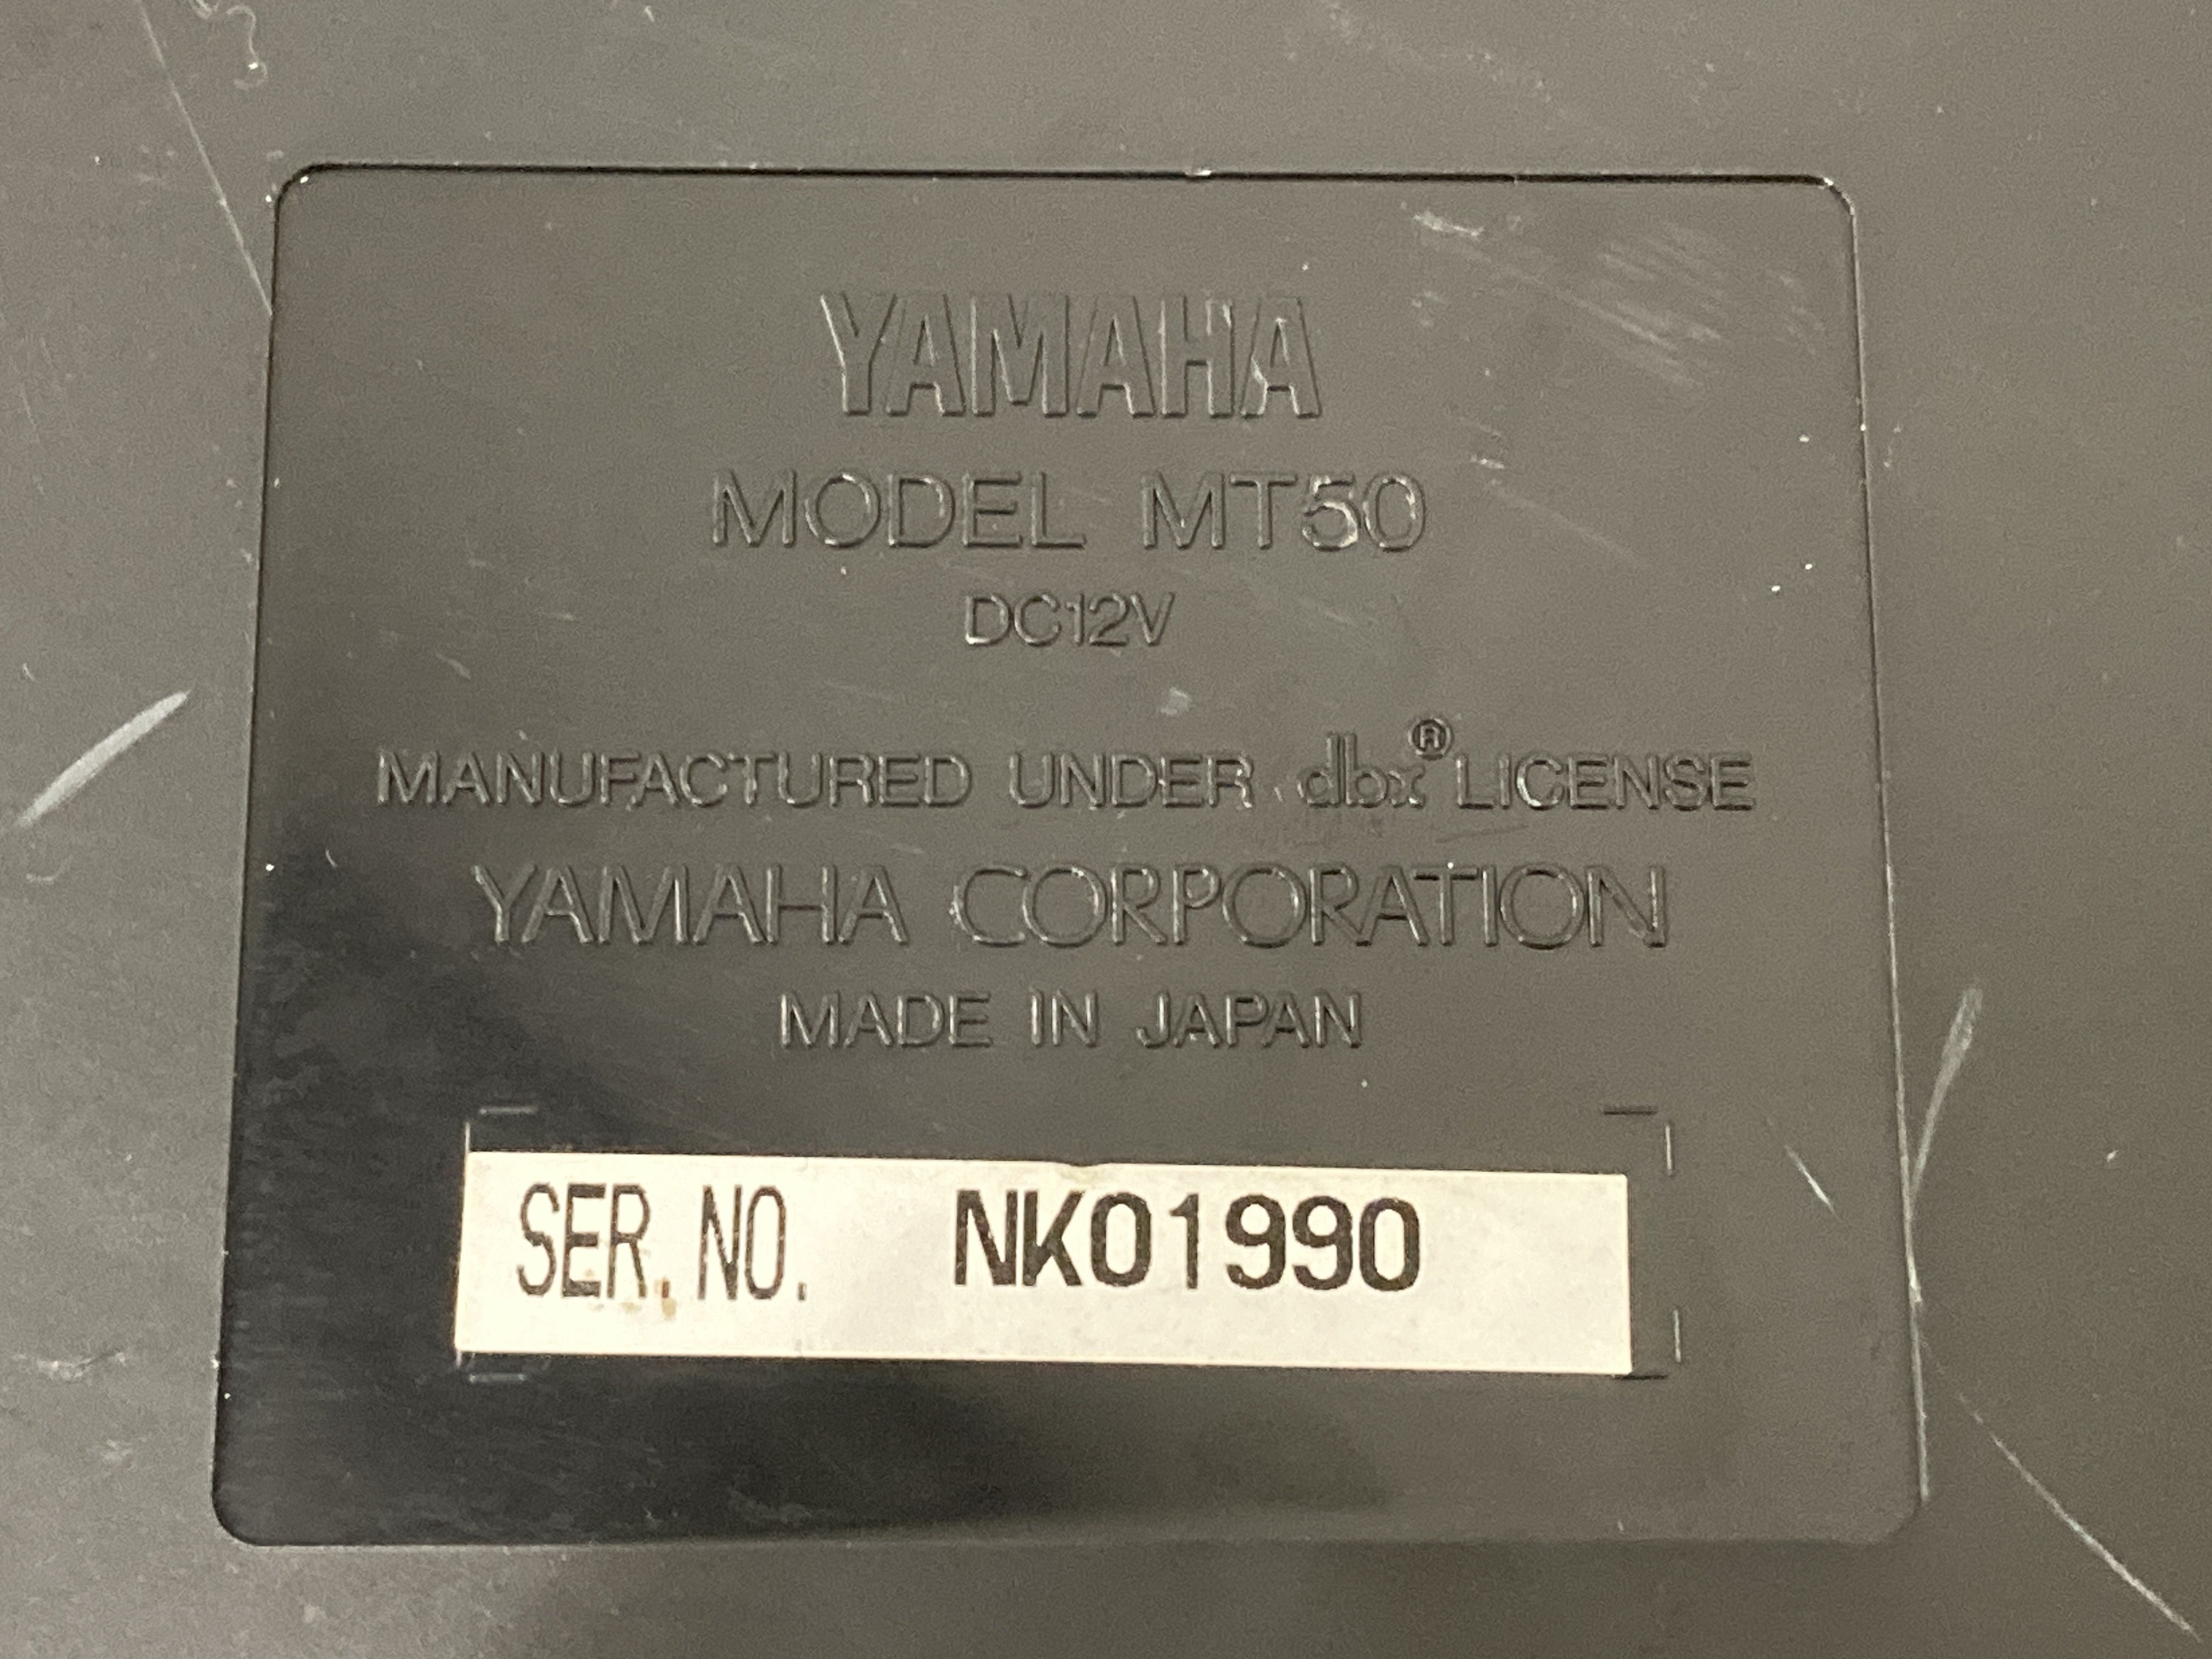 YAMAHA
MODEL MT50
DC12V
MANUFACTURED UNDER dbx® LICENSE
YAMAHA CORPORATION
MADE IN JAPAN
SER. NO. NK01990